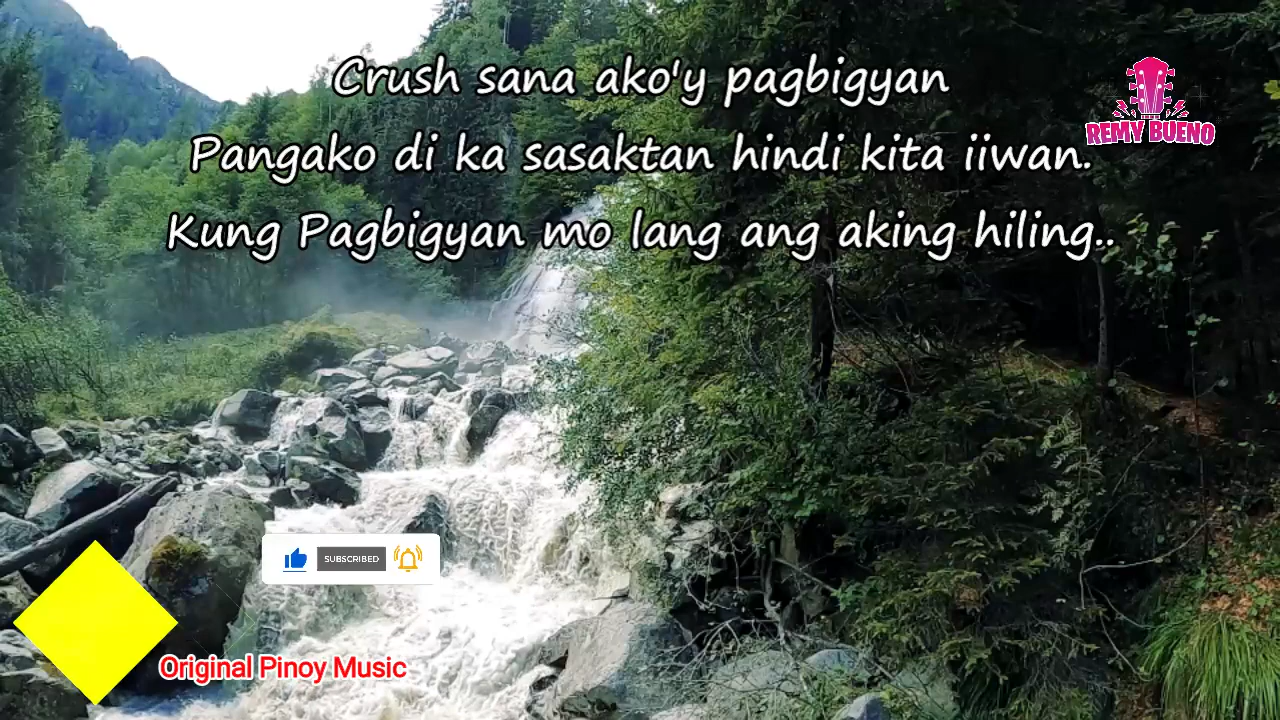 Crush sana ako'y pagbigyan
REMY BUENO
Pangako di ka sasaktan hindi kita iiwan.
Kung Pagbigyan mo lang ang aking hiling..
SUBSCRIBED
Original Pinoy Music